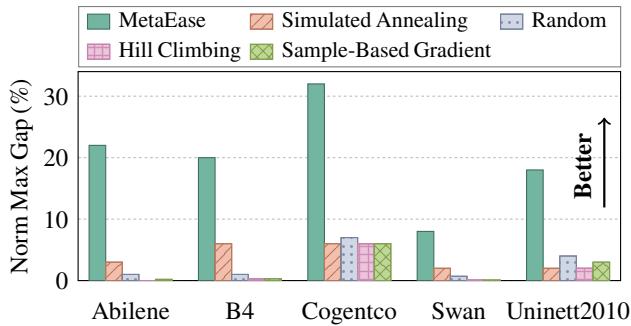 MetaEase Simulated Annealing Random
Hill Climbing Sample-Based Gradient
Norm Max Gap (%)
30
20
10
0
Better
Abilene B4 Cogentco Swan Uninett2010